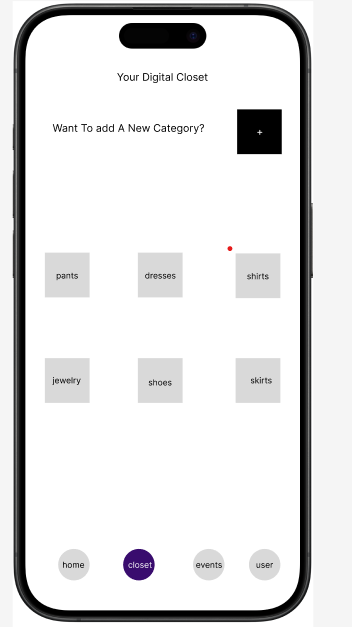 Your Digital Closet
Want To add A New Category?
+
pants
dresses
shirts
jewelry
shoes
skirts
home
closet
events
user